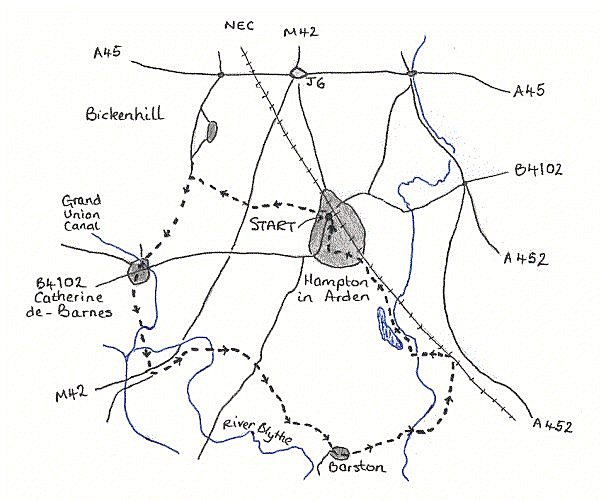 NEC
M42
A45
J6
A45
Bickenhill
B4102
Grand
Union
Canal
START
A452
Hampton
in Arden
B4102
Catherine
de-Barnes
M42
River Blythe
A452
Barston